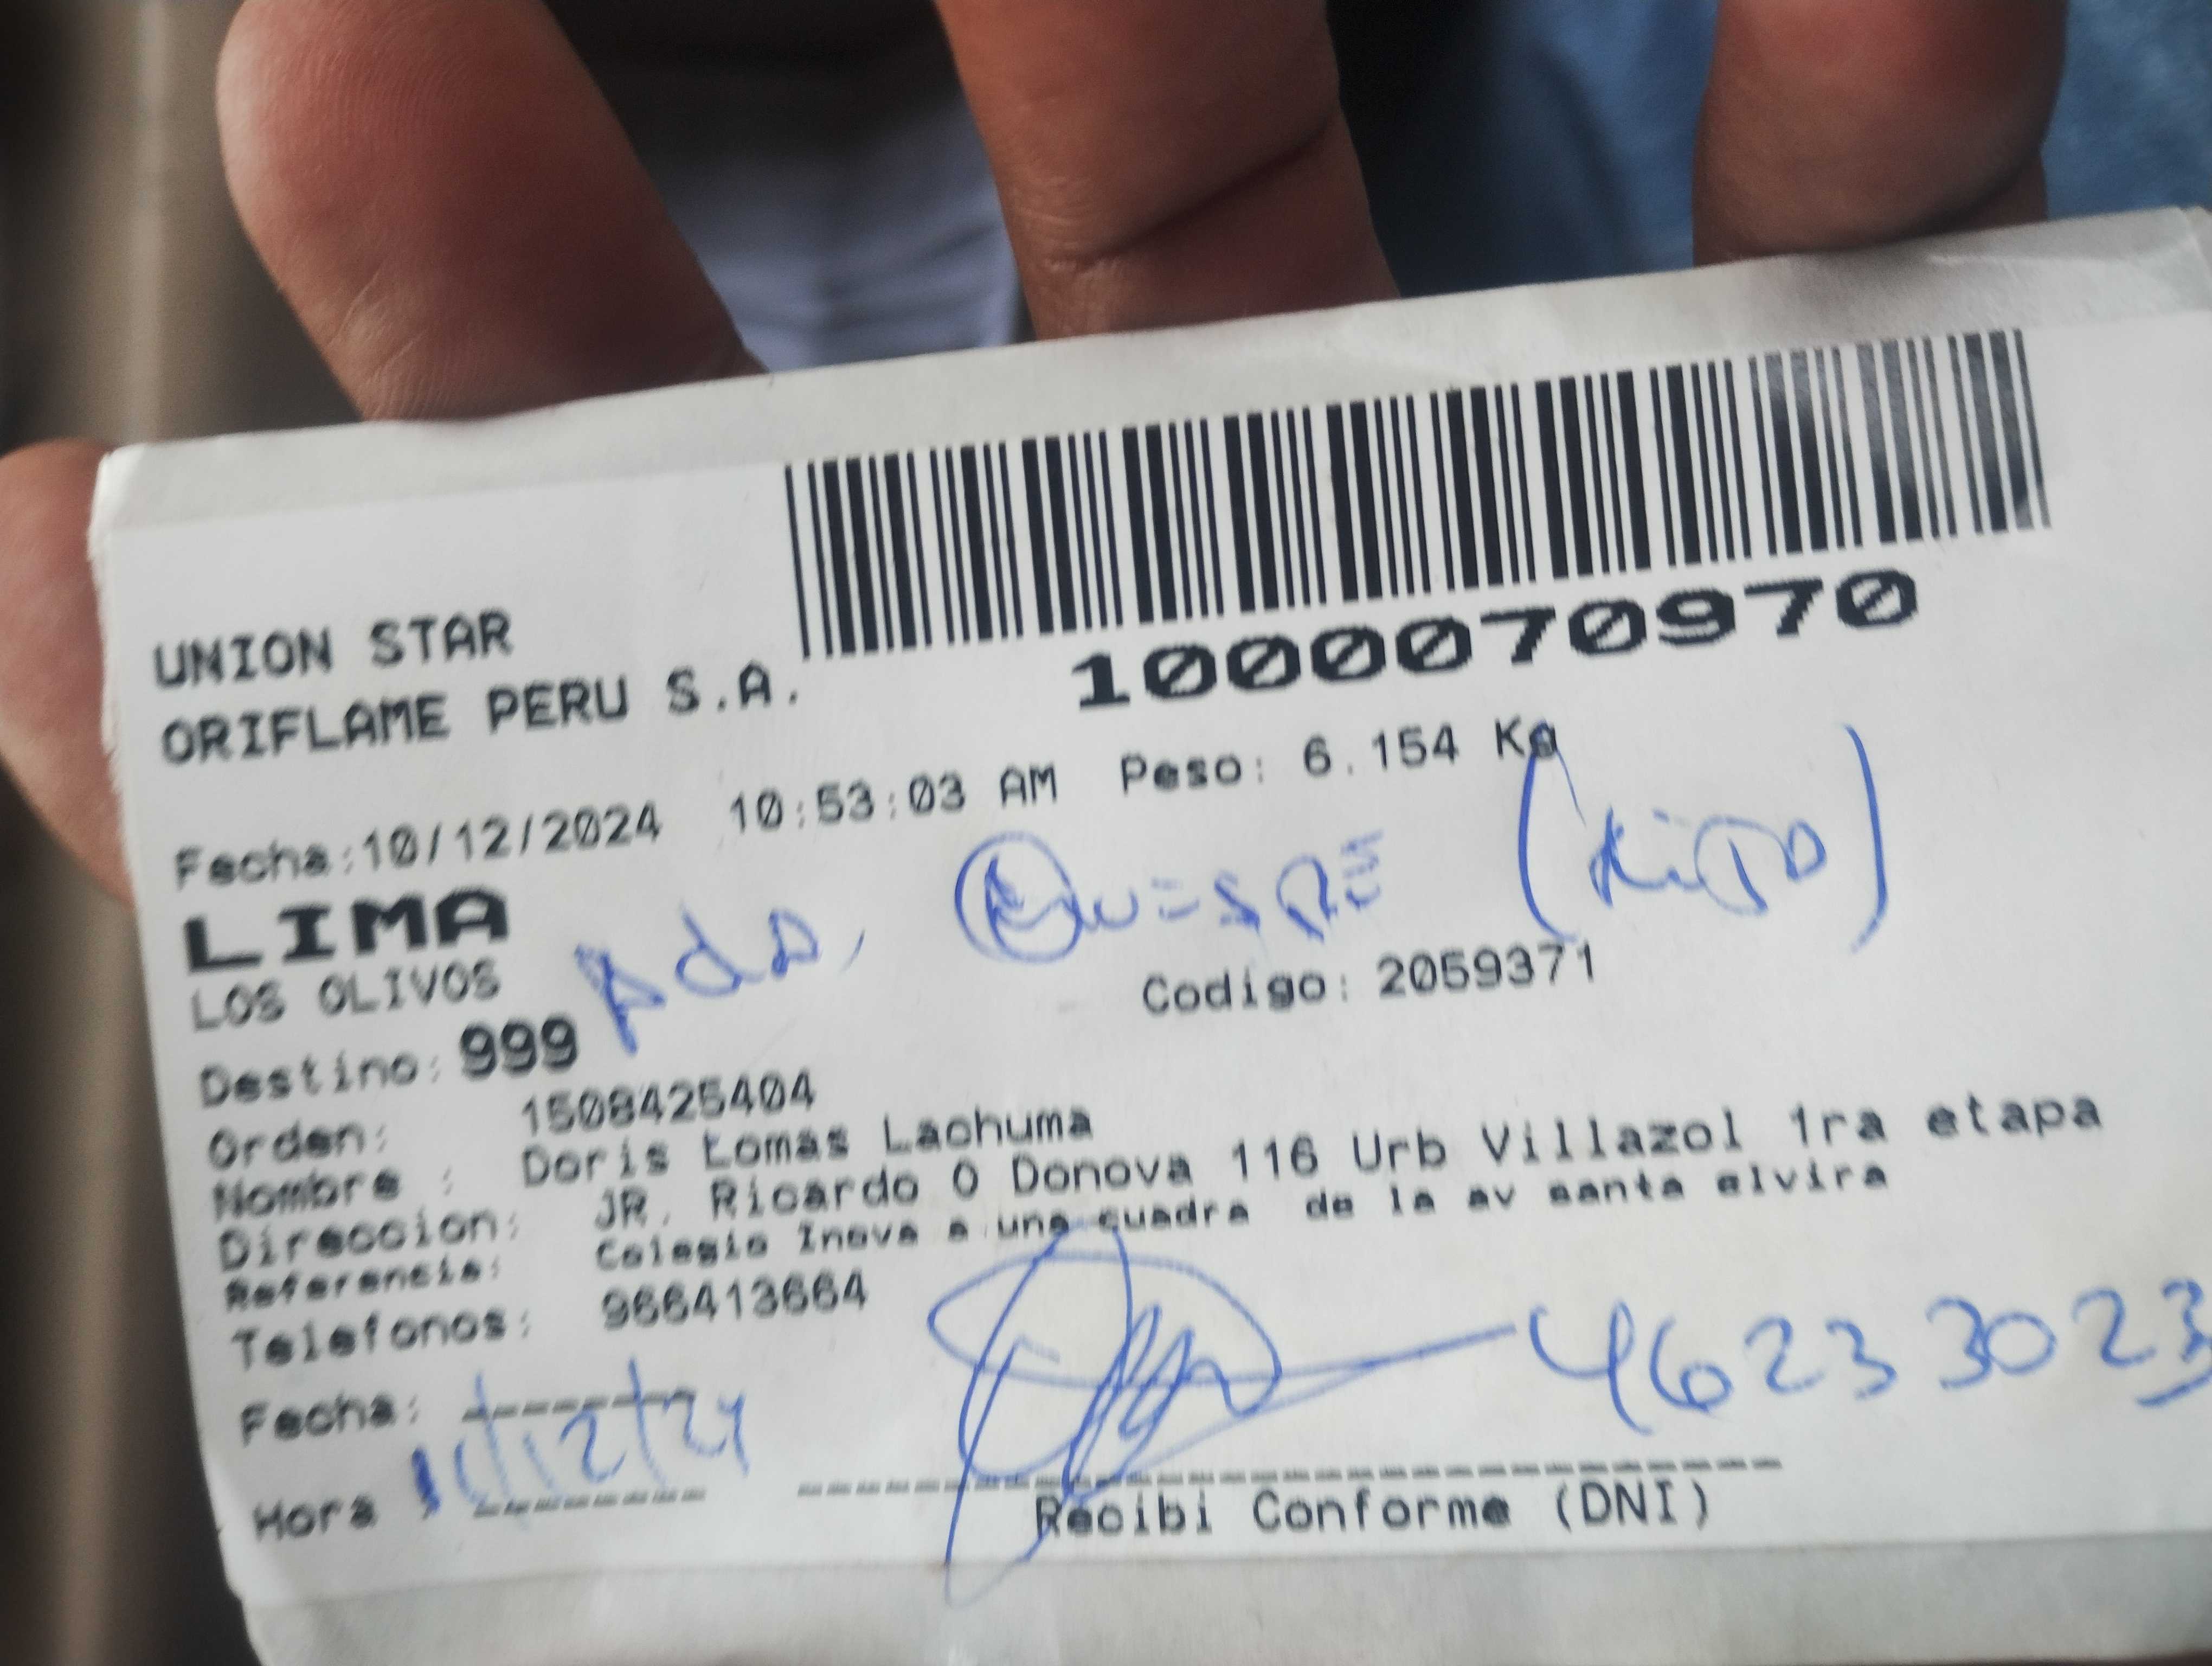 1000070970
UNION STAR
ORIFLAME PERU S.A.
Fecha:10/12/2024 10:53:03 AM Peso: 6.154 Kg
LIMA
LOS OLIVOS
Destino: 999 Codigo: 2059371
Orden: 1508425404
Nombre : Doris Lomas Lachuma
Direccion: JR. Ricardo O Donova 116 Urb Villazol 1ra etapa
Referencia: Colegio Inova a una cuadra de la av santa elvira
Telefonos: 966413664
46233023
Fecha:
11/12/24
Hora
Recibi Conforme (DNI)